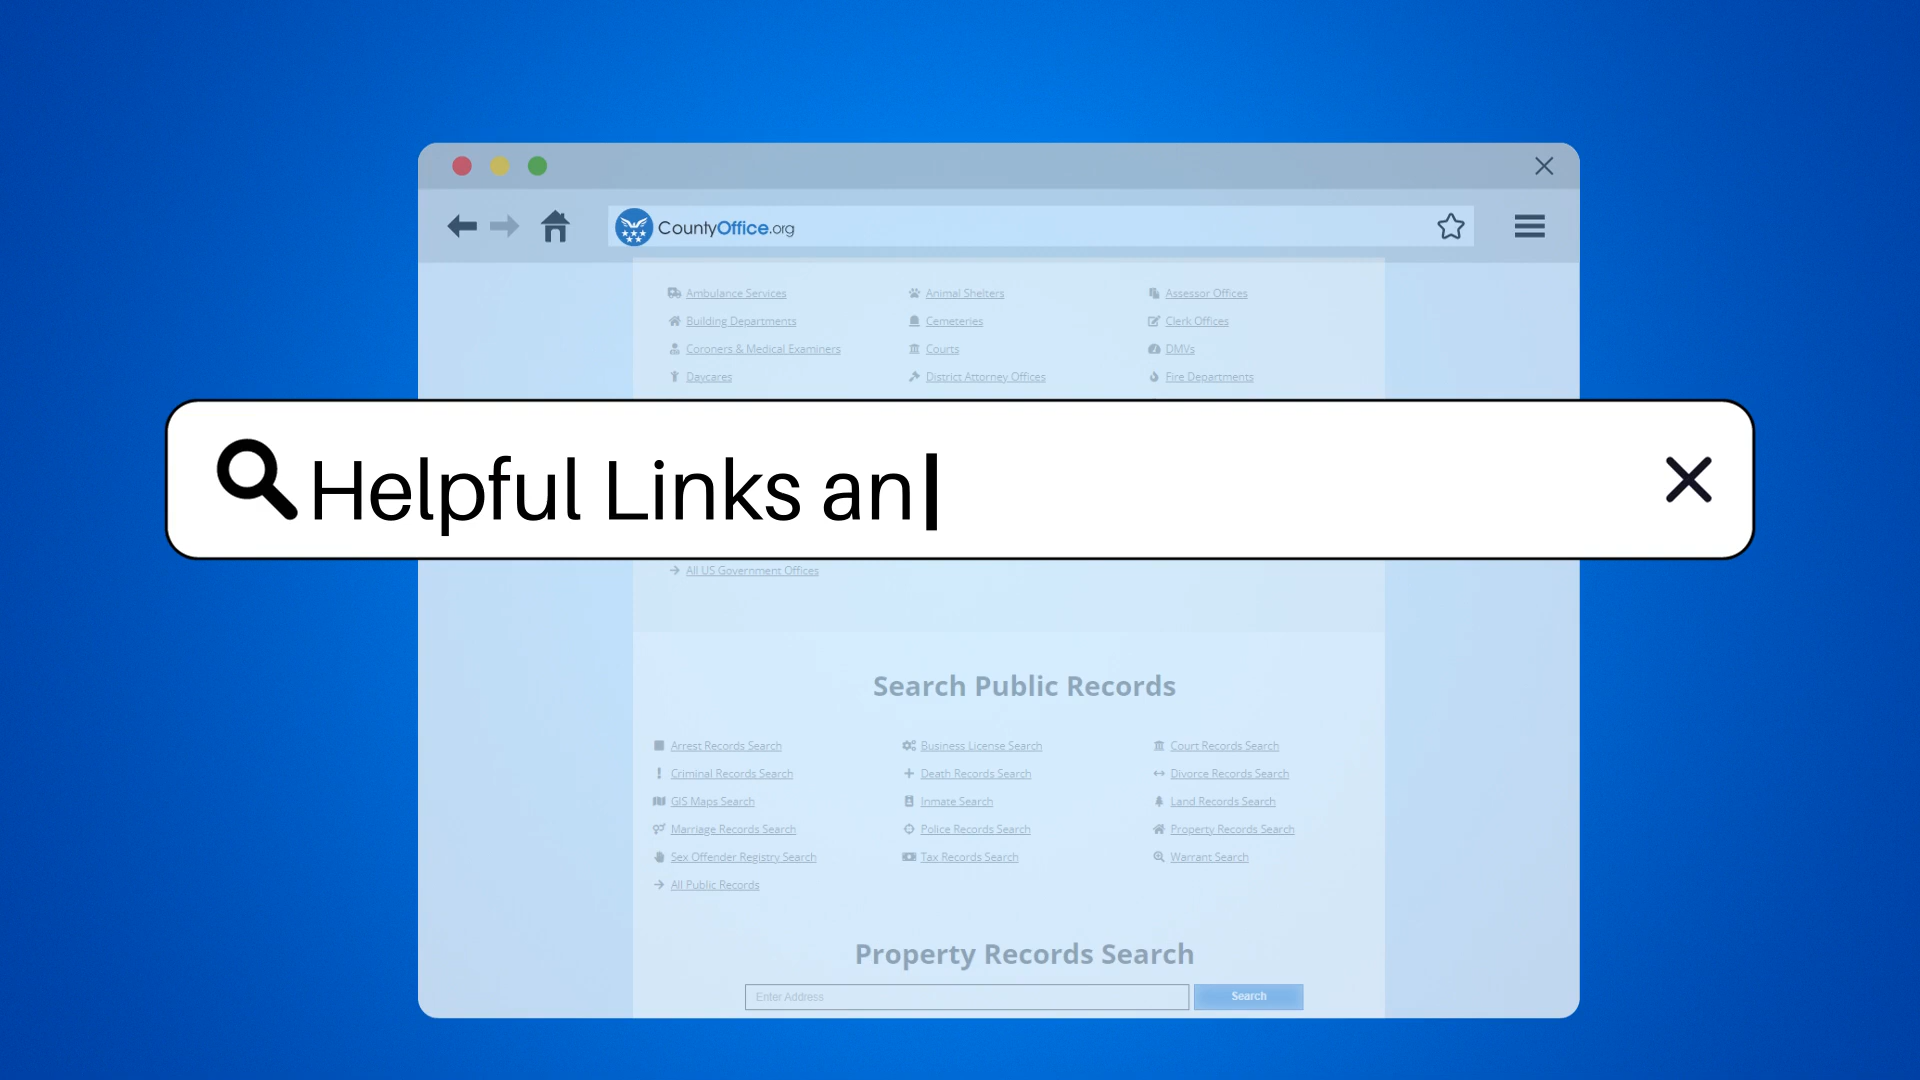 CountyOffice.org
Ambulance Services Animal Shelters Assessor Offices
Building Departments Cemeteries Clerk Offices
Coroners & Medical Examiners Courts DMVs
Daycares District Attorney Offices Fire Departments
Helpful Links an
All US Government Offices
Search Public Records
Arrest Records Search Business License Search Court Records Search
Criminal Records Search Death Records Search Divorce Records Search
GIS Maps Search Inmate Search Land Records Search
Marriage Records Search Police Records Search Property Records Search
Sex Offender Registry Search Tax Records Search Warrant Search
All Public Records
Property Records Search
Enter Address Search